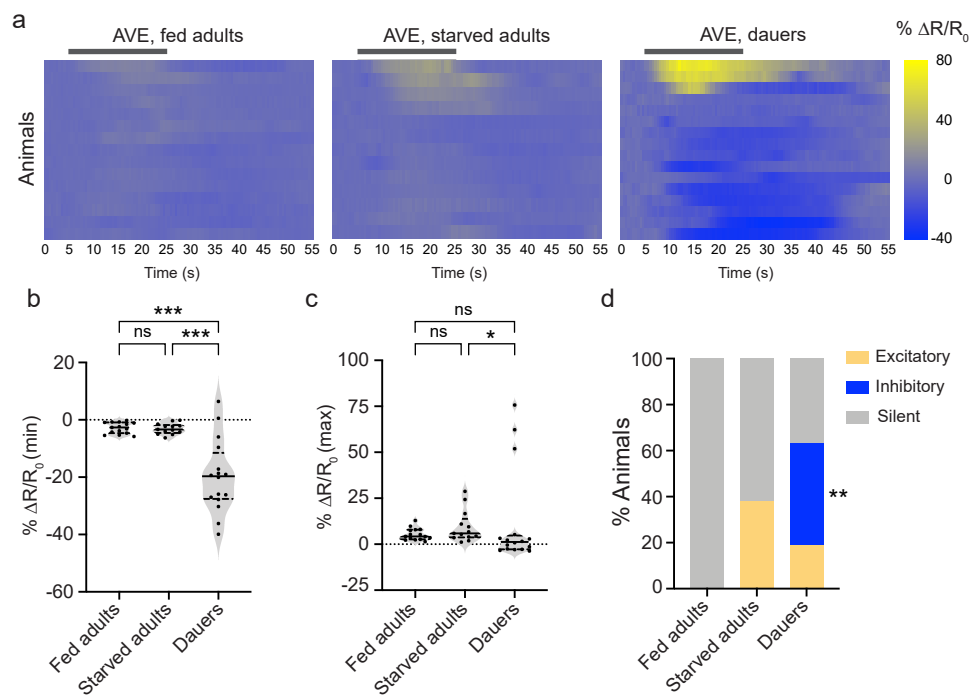 a
AVE, fed adults
AVE, starved adults
AVE, dauers
% ΔR/R0
Animals
80
60
40
20
0
-20
-40
0 5 10 15 20 25 30 35 40 45 50 55
0 5 10 15 20 25 30 35 40 45 50 55
0 5 10 15 20 25 30 35 40 45 50 55
Time (s)
Time (s)
Time (s)
b
***
ns
***
% ΔR/R0 (min)
20
0
-20
-40
-60
Fed adults
Starved adults
Dauers
c
ns
ns
*
% ΔR/R0 (max)
100
75
50
25
0
-25
Fed adults
Starved adults
Dauers
d
% Animals
100
80
60
40
20
0
**
Fed adults
Starved adults
Dauers
Excitatory
Inhibitory
Silent